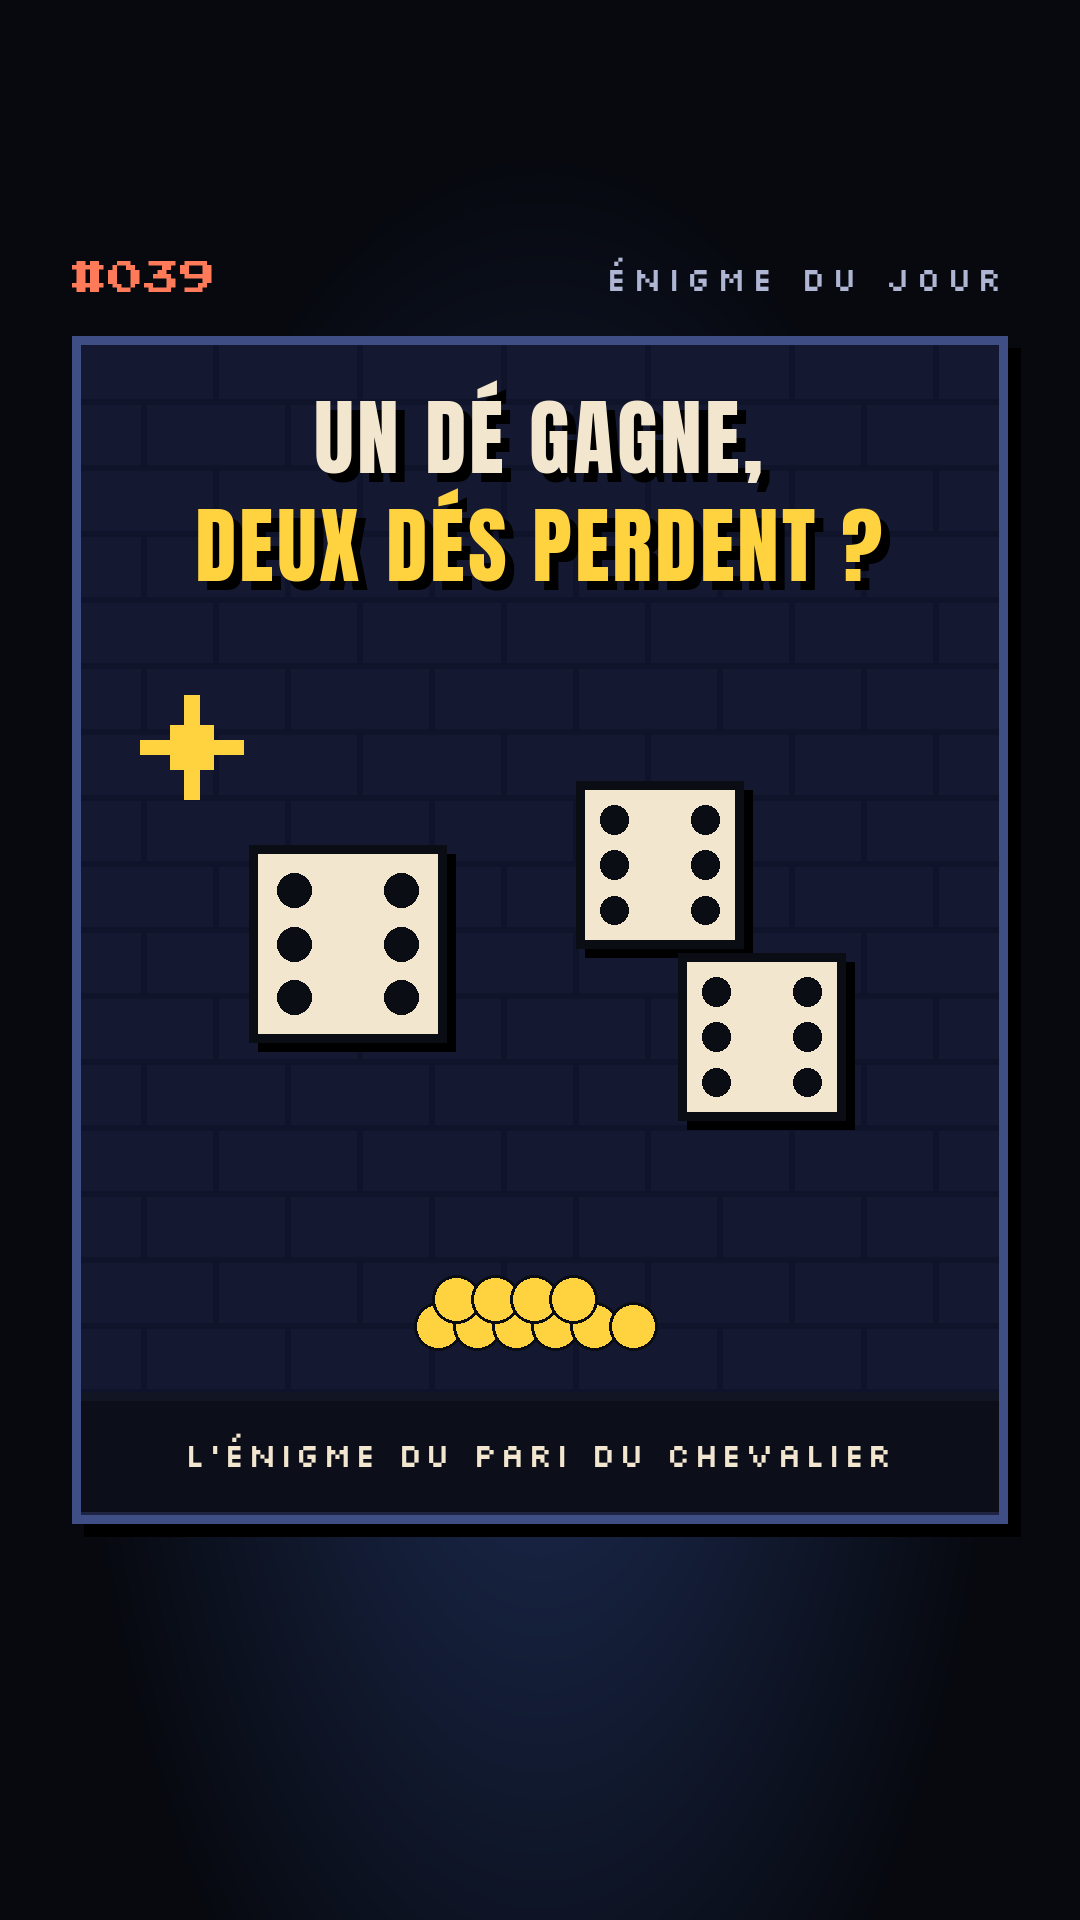 #039
ÉNIGME DU JOUR
UN DÉ GAGNE,
DEUX DÉS PERDENT ?
L'ÉNIGME DU PARI DU CHEVALIER